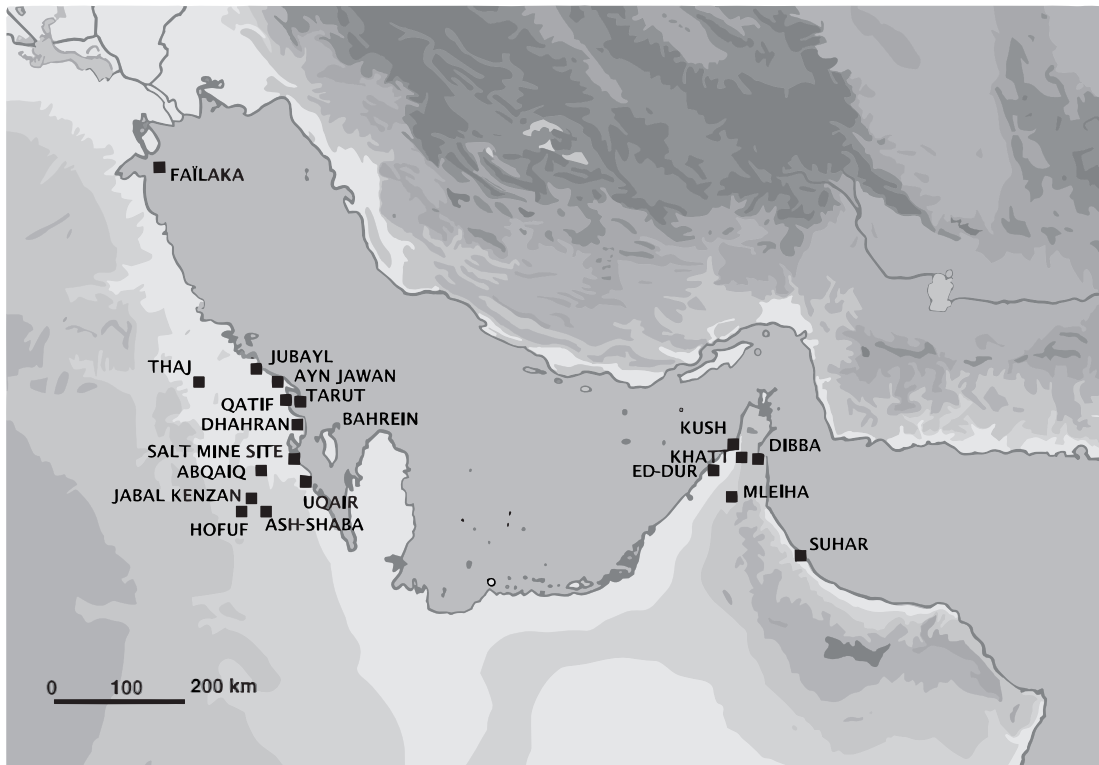 FAÏLAKA
JUBAYL
THAJ
AYN JAWAN
TARUT
QATIF
BAHREIN
DHAHRAN
KUSH
SALT MINE SITE
DIBBA
KHATT
ABQAIQ
ED-DUR
JABAL KENZAN
MLEIHA
UQAIR
ASH-SHABA
HOFUF
SUHAR
0 100 200 km